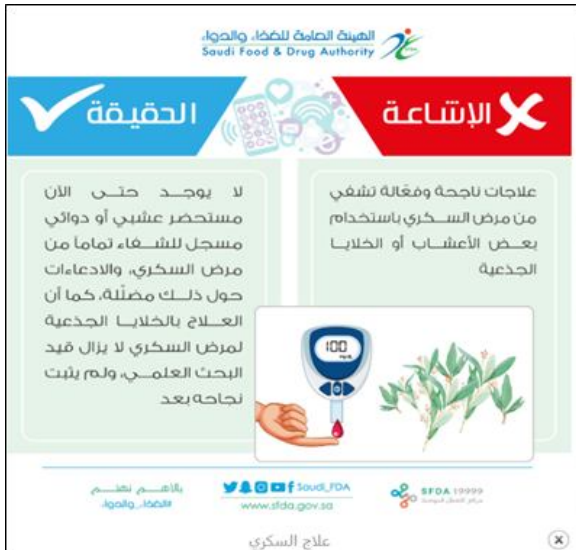 الهيئة العامة للغذاء والدواء
Saudi Food & Drug Authority
الإشاعة
الحقيقة
علاجات ناجحة وفعّالة تشفي
من مرض السكري باستخدام
بعض الأعشاب أو الخلايا
الجذعية
لا يوجد حتى الآن
مستحضر عشبي أو دوائي
مسجل للشفاء تماماً من
مرض السكري، والادعاءات
حول ذلك مضلّلة، كما أن
العلاج بالخلايا الجذعية
لمرض السكري لا يزال قيد
البحث العلمي، ولم يثبت
نجاحه بعد
100
SFDA 19999
Saudi_FDA
www.sfda.gov.sa
بالأهم نهتم
#الغذاء_والدواء
علاج السكري